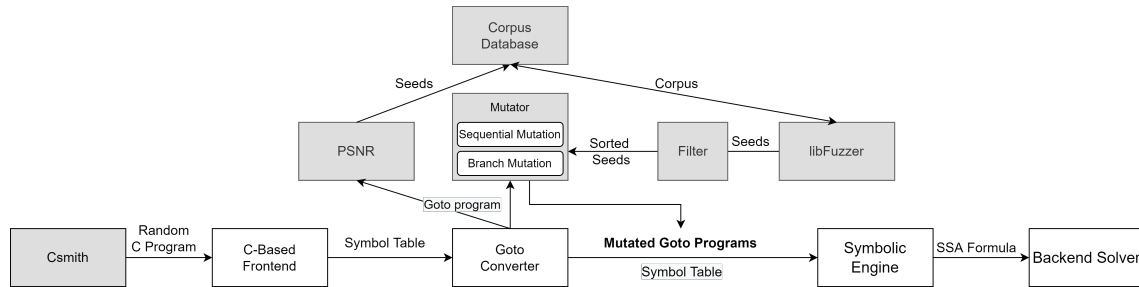 Corpus
Database
Seeds
Corpus
Mutator
Sequential Mutation
Branch Mutation
PSNR
Sorted
Seeds
Filter
Seeds
libFuzzer
Goto program
Csmith
Random
C Program
C-Based
Frontend
Symbol Table
Goto
Converter
Mutated Goto Programs
Symbol Table
Symbolic
Engine
SSA Formula
Backend Solver